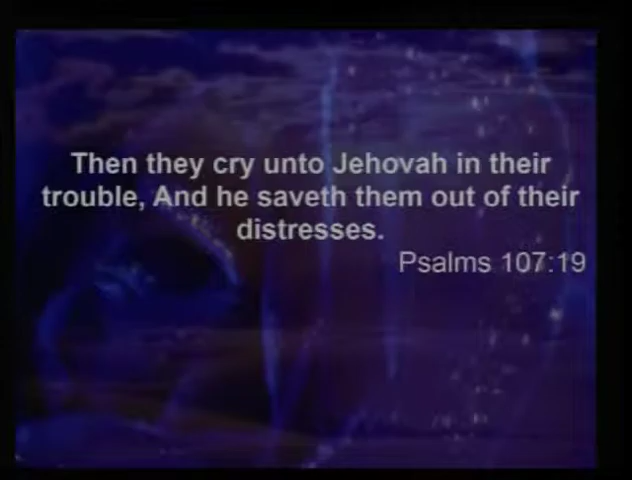 Then they cry unto Jehovah in their
trouble, And he saveth them out of their
distresses.
Psalms 107:19